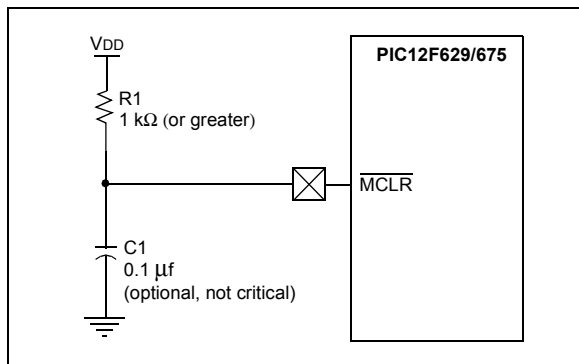 VDD
PIC12F629/675
R1
1 kΩ (or greater)
MCLR
C1
0.1 µf
(optional, not critical)